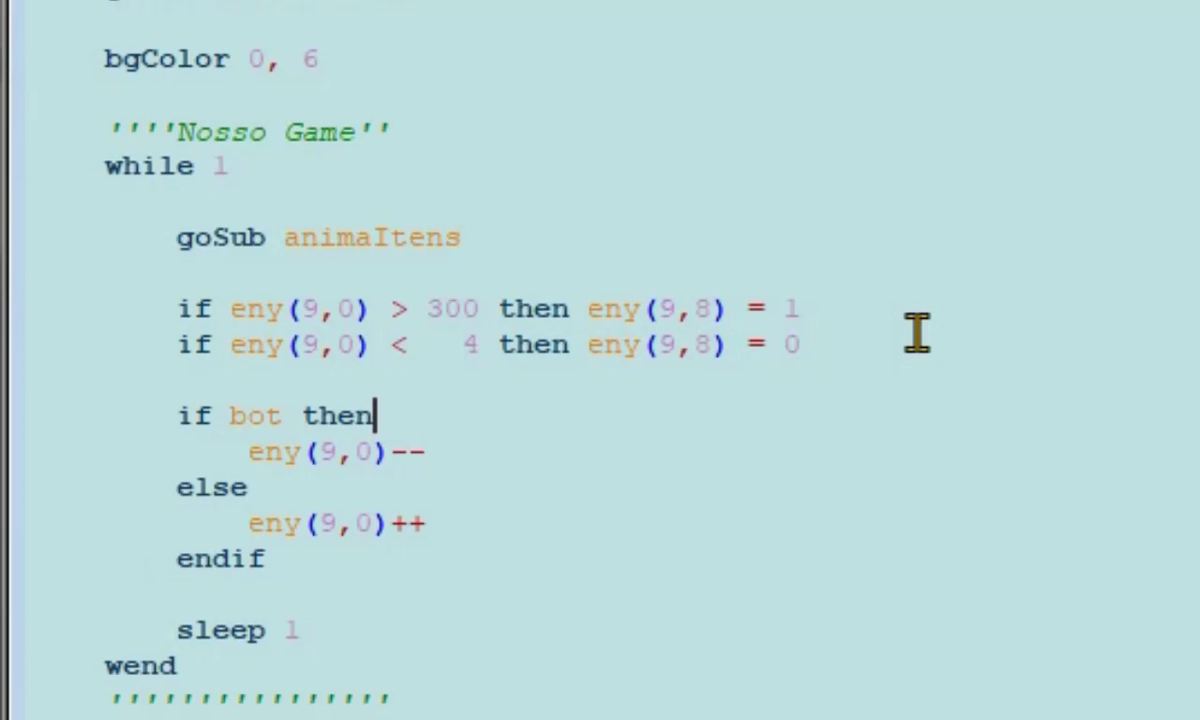 bgColor 0, 6
''''Nosso Game''
while 1
goSub animaItens
if eny(9,0) > 300 then eny(9,8) = 1
if eny(9,0) <   4 then eny(9,8) = 0
if bot then
eny(9,0)--
else
eny(9,0)++
endif
sleep 1
wend
''''''''''''''''